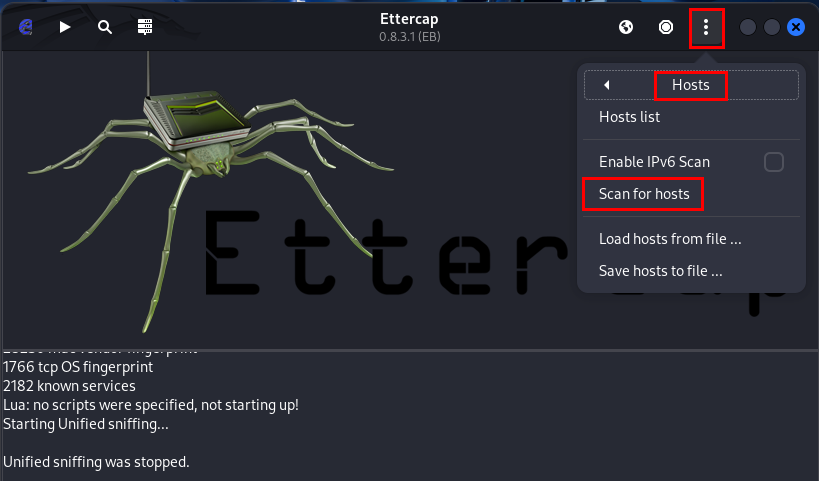 Ettercap
0.8.3.1 (EB)
Hosts
Hosts list
Enable IPv6 Scan
Scan for hosts
Load hosts from file ...
Save hosts to file ...
Etter
1766 tcp OS fingerprint
2182 known services
Lua: no scripts were specified, not starting up!
Starting Unified sniffing...
Unified sniffing was stopped.